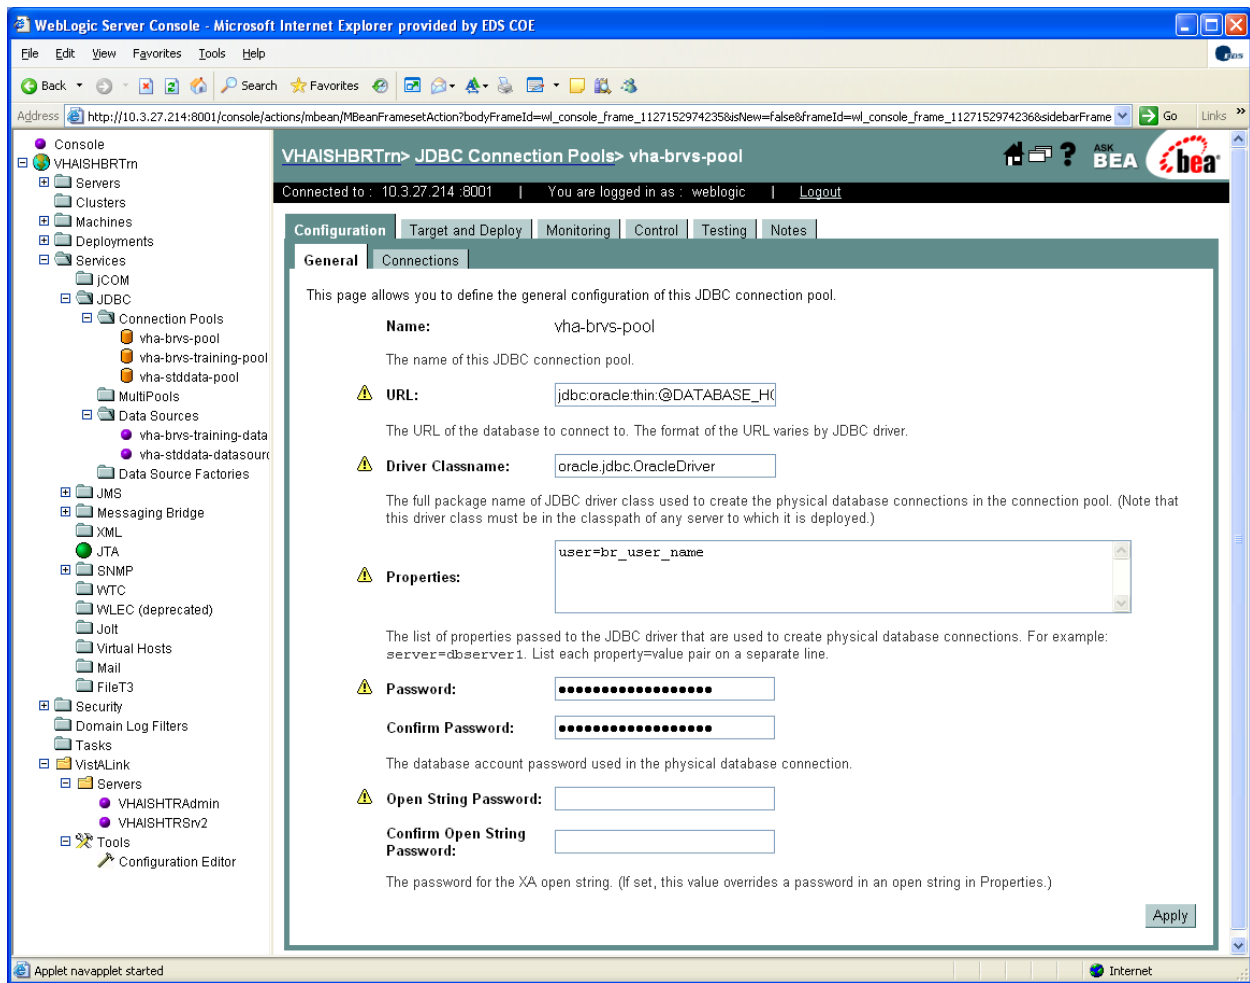 WebLogic Server Console - Microsoft Internet Explorer provided by EDS COE
File Edit View Favorites Tools Help
EDS
Back Search Favorites
Address http://10.3.27.214:8001/console/actions/mbean/MBeanFramesetAction?bodyFrameId=wl_console_frame_1127152974235&isNew=false&frameId=wl_console_frame_1127152974236&sidebarFrame Go Links »
Console
VHAISHBRTrn
Servers
Clusters
Machines
Deployments
Services
jCOM
JDBC
Connection Pools
vha-brvs-pool
vha-brvs-training-pool
vha-stddata-pool
MultiPools
Data Sources
vha-brvs-training-data
vha-stddata-datasourc
Data Source Factories
JMS
Messaging Bridge
XML
JTA
SNMP
WTC
WLEC (deprecated)
Jolt
Virtual Hosts
Mail
FileT3
Security
Domain Log Filters
Tasks
VistALink
Servers
VHAISHTRAdmin
VHAISHTRSrv2
Tools
Configuration Editor
VHAISHBRTrn> JDBC Connection Pools> vha-brvs-pool
? ASK BEA bea
Connected to : 10.3.27.214 :8001 | You are logged in as : weblogic | Logout
Configuration Target and Deploy Monitoring Control Testing Notes
General Connections
This page allows you to define the general configuration of this JDBC connection pool.
Name: vha-brvs-pool
The name of this JDBC connection pool.
URL: jdbc:oracle:thin:@DATABASE_H
The URL of the database to connect to. The format of the URL varies by JDBC driver.
Driver Classname: oracle.jdbc.OracleDriver
The full package name of JDBC driver class used to create the physical database connections in the connection pool. (Note that
this driver class must be in the classpath of any server to which it is deployed.)
user=br_user_name
Properties:
The list of properties passed to the JDBC driver that are used to create physical database connections. For example:
server=dbserver1. List each property=value pair on a separate line.
Password: ●●●●●●●●●●●●●●●●●●
Confirm Password: ●●●●●●●●●●●●●●●●●●
The database account password used in the physical database connection.
Open String Password:
Confirm Open String
Password:
The password for the XA open string. (If set, this value overrides a password in an open string in Properties.)
Apply
Applet navapplet started Internet